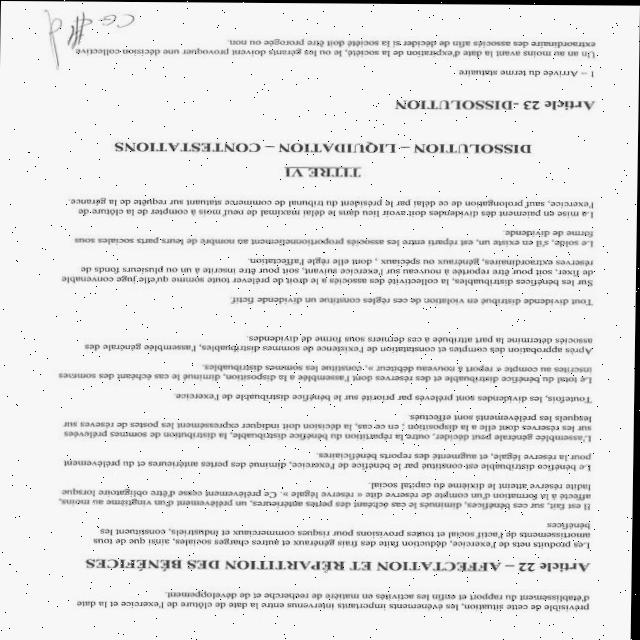 prévisible de cette situation, les événements importants intervenus entre la date de clôture de l'exercice et la date
d'établissement du rapport et enfin les activités en matière de recherche et de développement.
Article 22 – AFFECTATION ET RÉPARTITION DES BÉNÉFICES
Les produits nets de l'exercice, déduction faites des frais généraux et autres charges sociales, ainsi que de tous
amortissements de l'actif social et toutes provisions pour risques commerciaux et industriels, constituent les
bénéfices
Il est fait, sur ces bénéfices, diminués le cas échéant des pertes antérieures, un prélèvement d'un vingtième au moins,
affecté à la formation d'un compte de réserve dite « réserve légale ». Ce prélèvement cesse d'être obligatoire lorsque
ladite réserve atteint le dixième du capital social.
Le bénéfice distribuable est constitué par le bénéfice de l'exercice, diminué des pertes antérieures et du prélèvement
pour la réserve légale, et augmenté des reports bénéficiaires.
L'assemblée générale peut décider, outre la répartition du bénéfice distribuable, la distribution de sommes prélevées
sur les réserves dont elle a la disposition ; en ce cas, la décision doit indiquer expressément les postes de réserves sur
lesquels les prélèvements sont effectués
Toutefois, les dividendes sont prélevés par priorité sur le bénéfice distribuable de l'exercice.
Le total du bénéfice distribuable et des réserves dont l'assemblée a la disposition, diminué le cas échéant des sommes
inscrites au compte « report à nouveau débiteur », constitue les sommes distribuables.
Après approbation des comptes et constatation de l'existence de sommes distribuables, l'assemblée générale des
associés détermine la part attribuée à ces derniers sous forme de dividendes.
Tout dividende distribué en violation de ces règles constitue un dividende fictif.
Sur les bénéfices distribuables, la collectivité des associés a le droit de prélever toute somme qu'elle juge convenable
de fixer, soit pour être reportée à nouveau sur l'exercice suivant, soit pour être inscrite à un ou plusieurs fonds de
réserves extraordinaires, généraux ou spéciaux , dont elle règle l'affectation.
Le solde, s'il en existe un, est réparti entre les associés proportionnellement au nombre de leurs parts sociales sous
forme de dividende.
La mise en paiement des dividendes doit avoir lieu dans le délai maximal de neuf mois à compter de la clôture de
l'exercice, sauf prolongation de ce délai par le président du tribunal de commerce statuant sur requête de la gérance.
TITRE VI
DISSOLUTION – LIQUIDATION – CONTESTATIONS
Article 23 -DISSOLUTION
1 – Arrivée du terme statuaire
Un an au moins avant la date d'expiration de la société, le ou les gérants doivent provoquer une décision collective
extraordinaire des associés afin de décider si la société doit être prorogée ou non.
CG